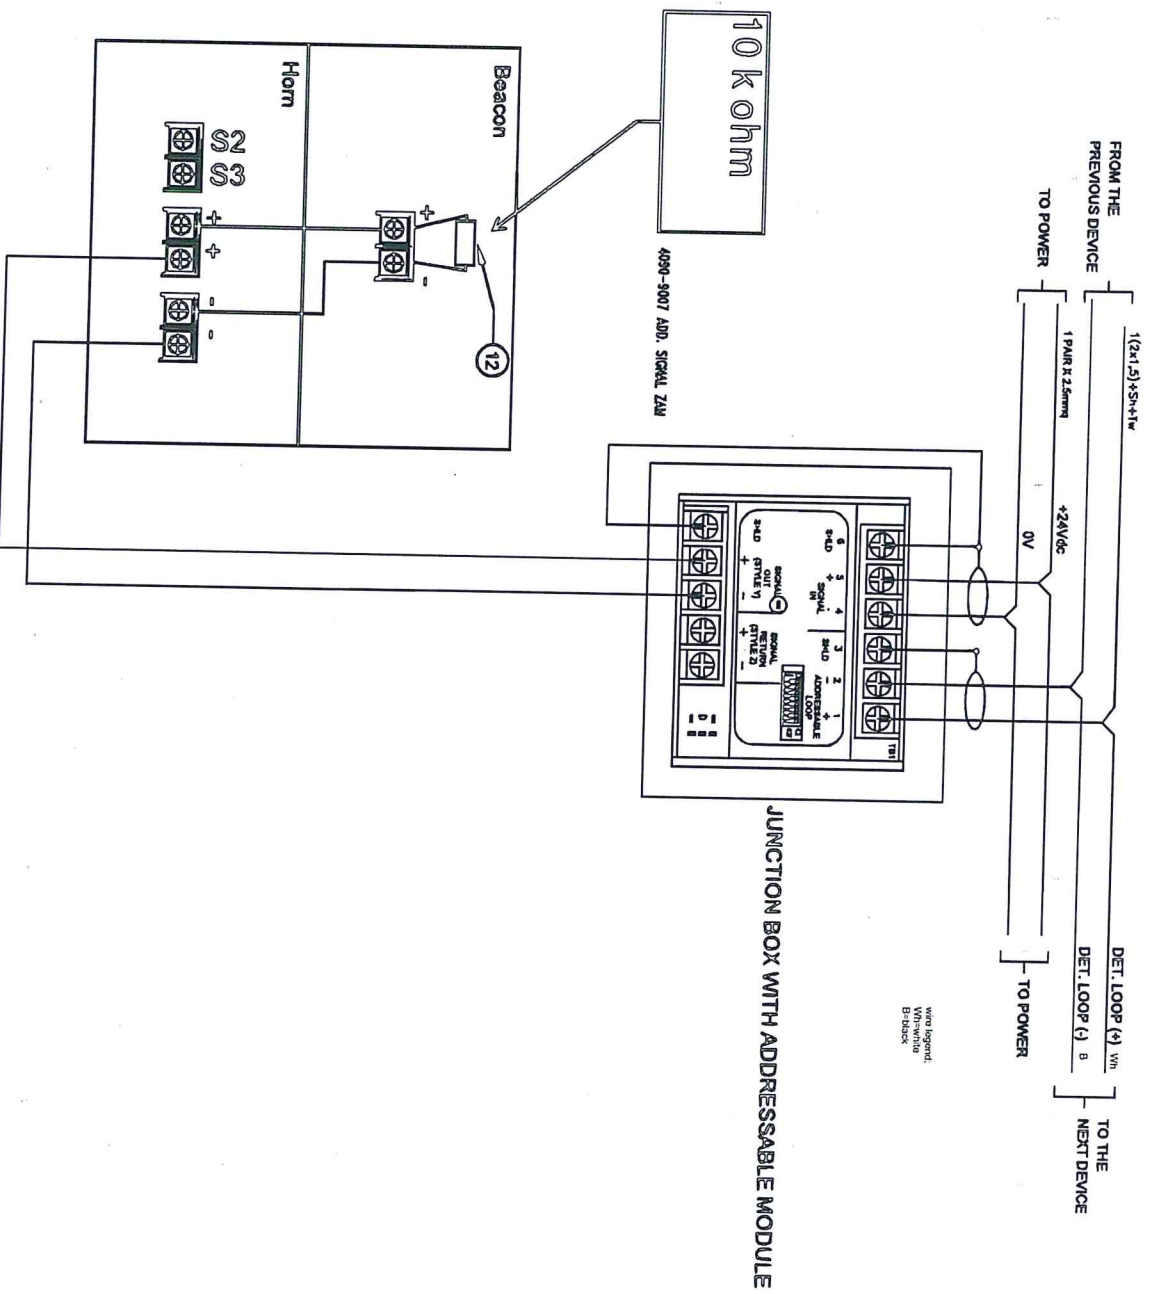 FROM THE
PREVIOUS DEVICE
1(2x1,5)+Sh+Tw
TO POWER
1 PAIR X 2.5mmq
+24Vdc
0V
DET. LOOP (+) Wh
DET. LOOP (-) B
TO THE
NEXT DEVICE
TO POWER
wire legend:
Wh=white
B=black
10 k ohm
4090-9007 ADD. SIGNAL ZAM
TB1
6 5 4 3 2 1
SHLD + - SHLD - +
SIGNAL
IN
ADDRESSABLE
LOOP
SIGNAL
OUT
(STYLE Y)
SIGNAL
RETURN
(STYLE Z)
SHLD + - + -
I D
JUNCTION BOX WITH ADDRESSABLE MODULE
Beacon
+ -
12
Horn
S2
S3
+ +
- -